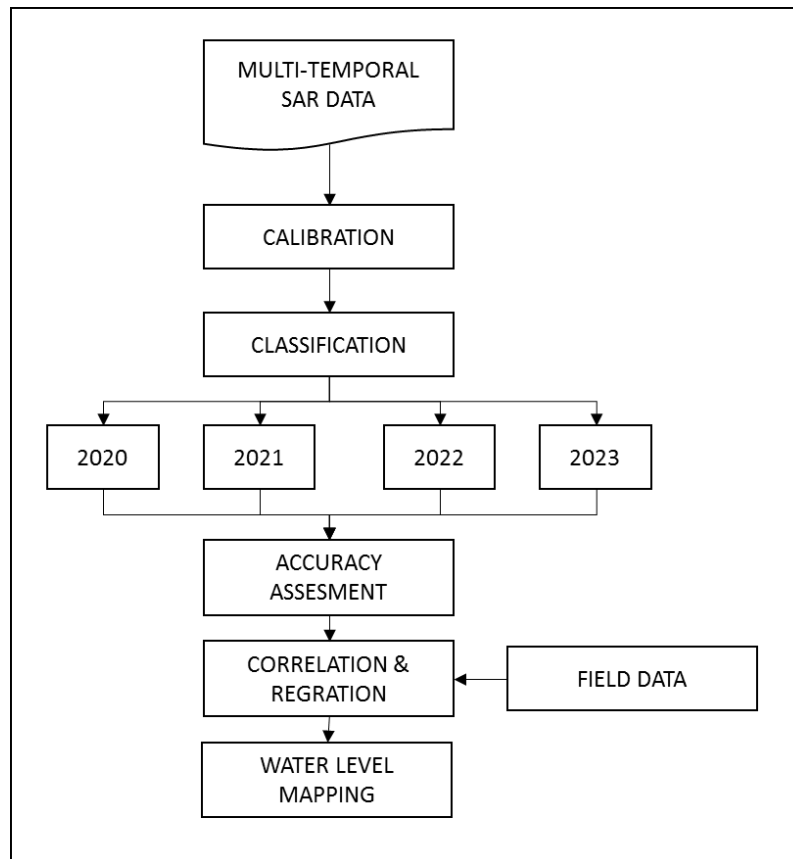 MULTI-TEMPORAL
SAR DATA
CALIBRATION
CLASSIFICATION
2020
2021
2022
2023
ACCURACY
ASSESMENT
CORRELATION &
REGRATION
FIELD DATA
WATER LEVEL
MAPPING